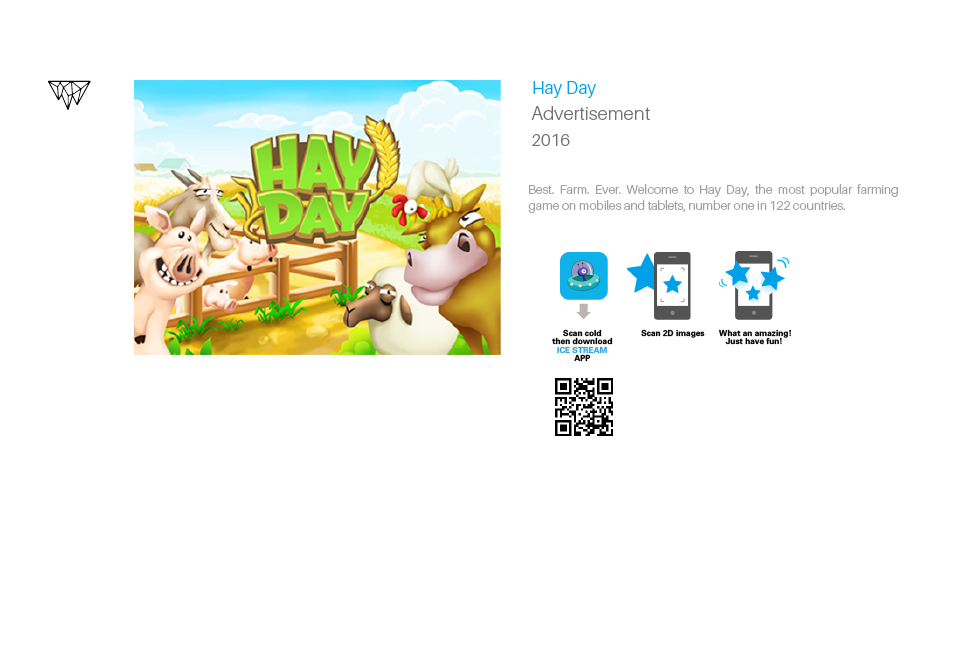 HAY
DAY
Hay Day
Advertisement
2016
Best. Farm. Ever. Welcome to Hay Day, the most popular farming
game on mobiles and tablets, number one in 122 countries.
Scan cold
then download
ICE STREAM
APP
Scan 2D images
What an amazing!
Just have fun!